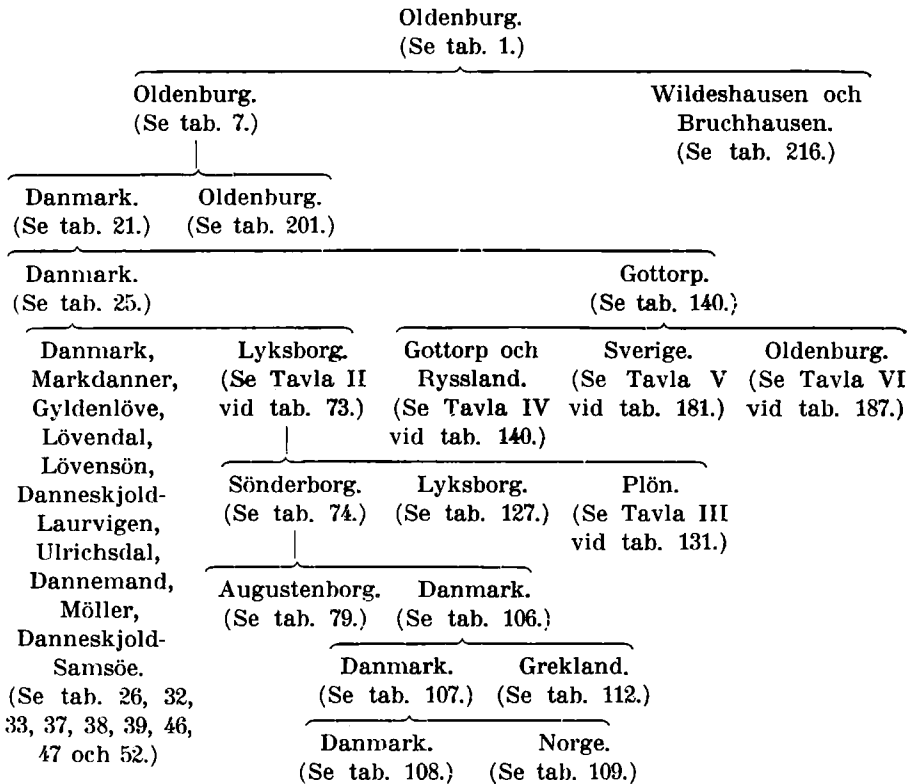 Oldenburg.
(Se tab. 1.)
Oldenburg.
(Se tab. 7.)
Wildeshausen och
Bruchhausen.
(Se tab. 216.)
Danmark.
(Se tab. 21.)
Oldenburg.
(Se tab. 201.)
Danmark.
(Se tab. 25.)
Gottorp.
(Se tab. 140.)
Danmark,
Markdanner,
Gyldenlöve,
Lövendal,
Lövensön,
Danneskjold-
Laurvigen,
Ulrichsdal,
Dannemand,
Möller,
Danneskjold-
Samsöe.
(Se tab. 26, 32,
33, 37, 38, 39, 46,
47 och 52.)
Lyksborg.
(Se Tavla II
vid tab. 73.)
Gottorp och
Ryssland.
(Se Tavla IV
vid tab. 140.)
Sverige.
(Se Tavla V
vid tab. 181.)
Oldenburg.
(Se Tavla VI
vid tab. 187.)
Sönderborg.
(Se tab. 74.)
Lyksborg.
(Se tab. 127.)
Plön.
(Se Tavla III
vid tab. 131.)
Augustenborg.
(Se tab. 79.)
Danmark.
(Se tab. 106.)
Danmark.
(Se tab. 107.)
Grekland.
(Se tab. 112.)
Danmark.
(Se tab. 108.)
Norge.
(Se tab. 109.)